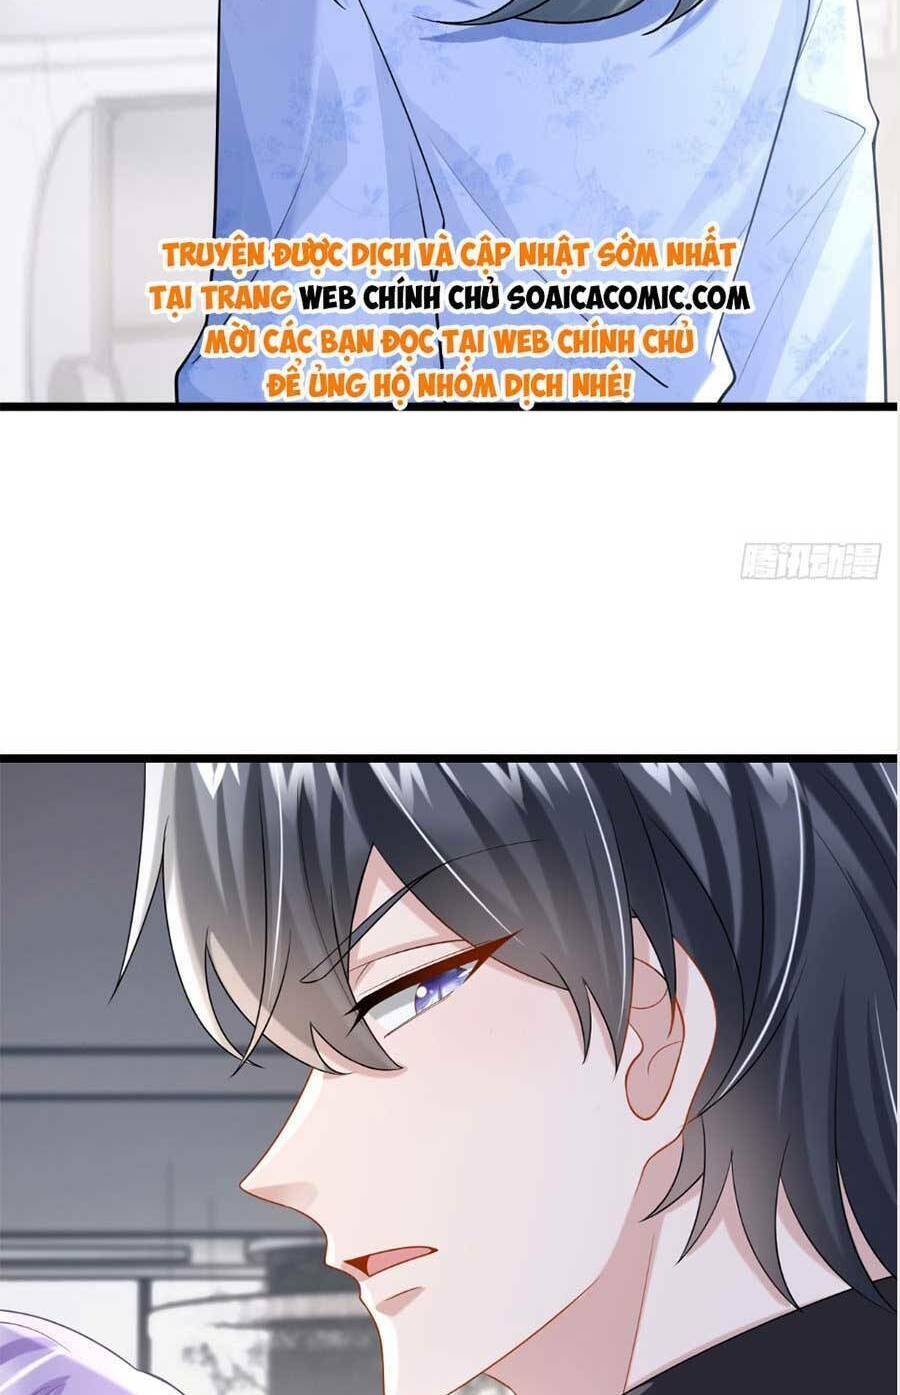 TRUYỆN ĐƯỢC DỊCH VÀ CẬP NHẬT SỚM NHẤT
TẠI TRANG WEB CHÍNH CHỦ SOAICACOMIC.COM
MỜI CÁC BẠN ĐỌC TẠI WEB CHÍNH CHỦ
ĐỂ ỦNG HỘ NHÓM DỊCH NHÉ!
腾讯动漫